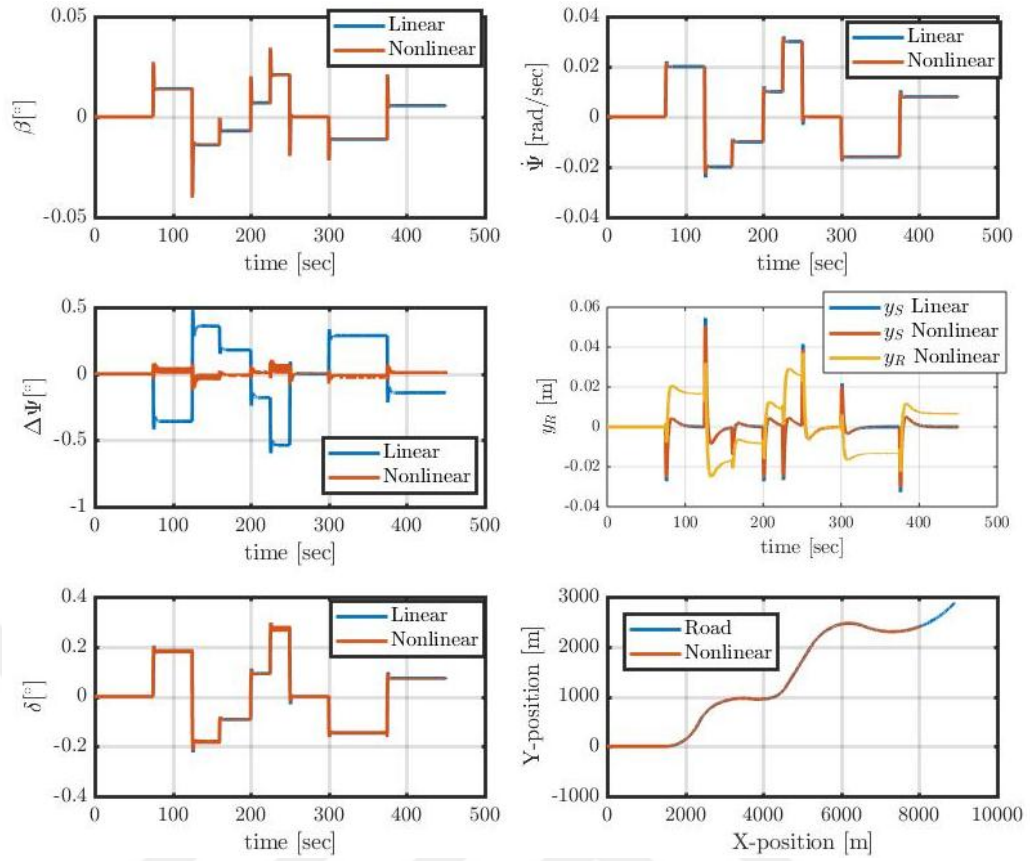 0.05
0
-0.05
β[°]
0 100 200 300 400 500
time [sec]
Linear
Nonlinear
0.04
0.02
0
-0.02
-0.04
Ψ̇ [rad/sec]
0 100 200 300 400 500
time [sec]
Linear
Nonlinear
0.5
0
-0.5
-1
ΔΨ[°]
0 100 200 300 400 500
time [sec]
Linear
Nonlinear
0.06
0.04
0.02
0
-0.02
-0.04
y_R [m]
0 100 200 300 400 500
time [sec]
y_S Linear
y_S Nonlinear
y_R Nonlinear
0.4
0.2
0
-0.2
-0.4
δ[°]
0 100 200 300 400 500
time [sec]
Linear
Nonlinear
3000
2000
1000
0
-1000
Y-position [m]
0 2000 4000 6000 8000 10000
X-position [m]
Road
Nonlinear